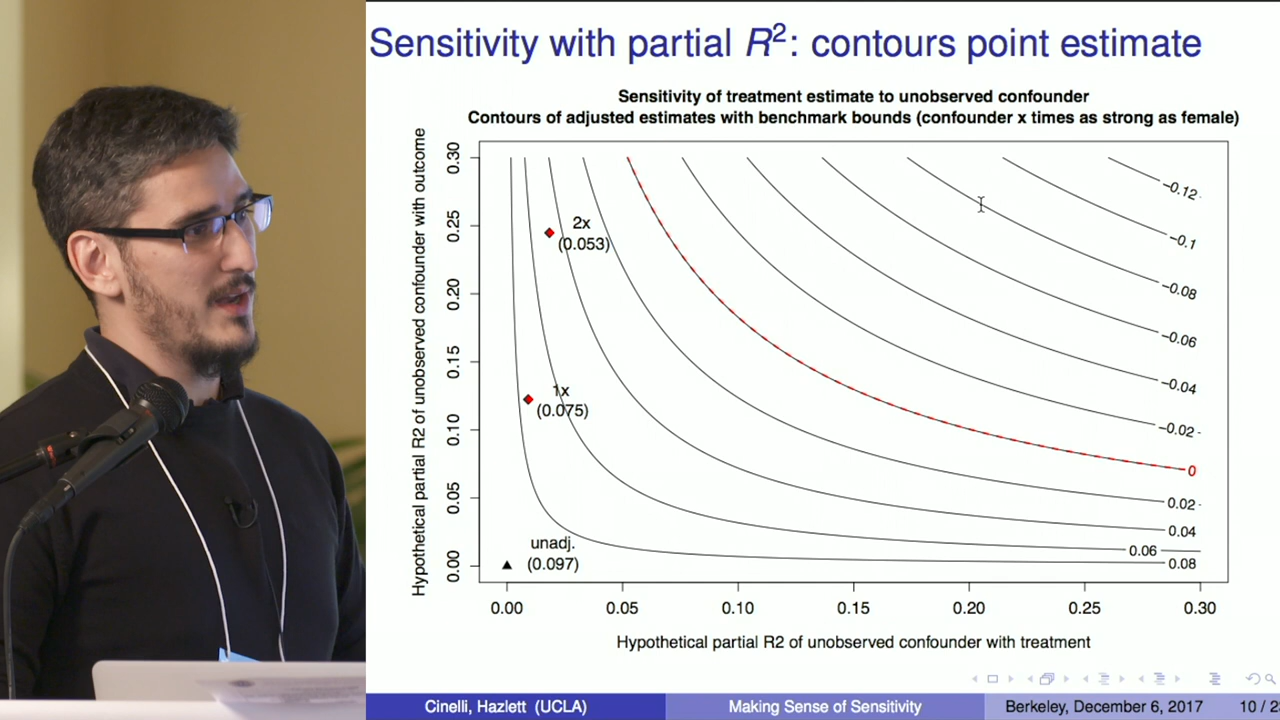 Sensitivity with partial R²: contours point estimate
Sensitivity of treatment estimate to unobserved confounder
Contours of adjusted estimates with benchmark bounds (confounder x times as strong as female)
Hypothetical partial R2 of unobserved confounder with outcome
0.30
0.25
0.20
0.15
0.10
0.05
0.00
2x
(0.053)
1x
(0.075)
unadj.
(0.097)
−0.12
−0.1
−0.08
−0.06
−0.04
−0.02
0
0.02
0.04
0.06
0.08
0.00 0.05 0.10 0.15 0.20 0.25 0.30
Hypothetical partial R2 of unobserved confounder with treatment
Cinelli, Hazlett (UCLA) Making Sense of Sensitivity Berkeley, December 6, 2017 10 / 2